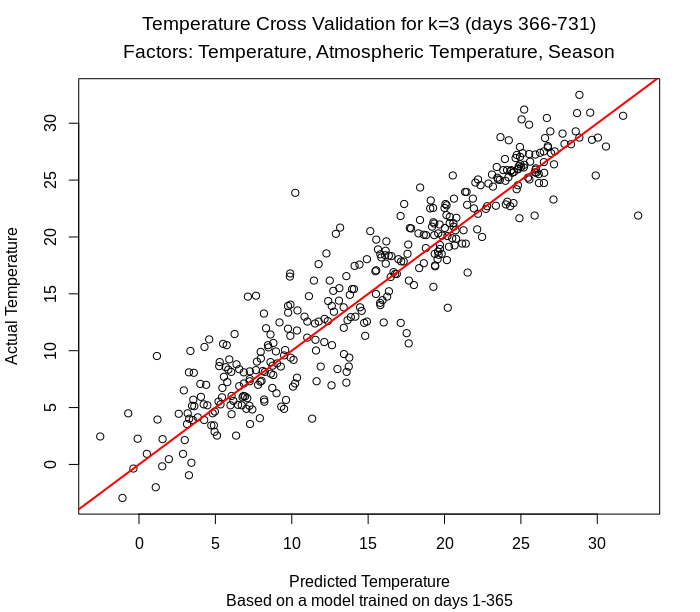 Temperature Cross Validation for k=3 (days 366-731)
Factors: Temperature, Atmospheric Temperature, Season
Actual Temperature
30
25
20
15
10
5
0
0 5 10 15 20 25 30
Predicted Temperature
Based on a model trained on days 1-365